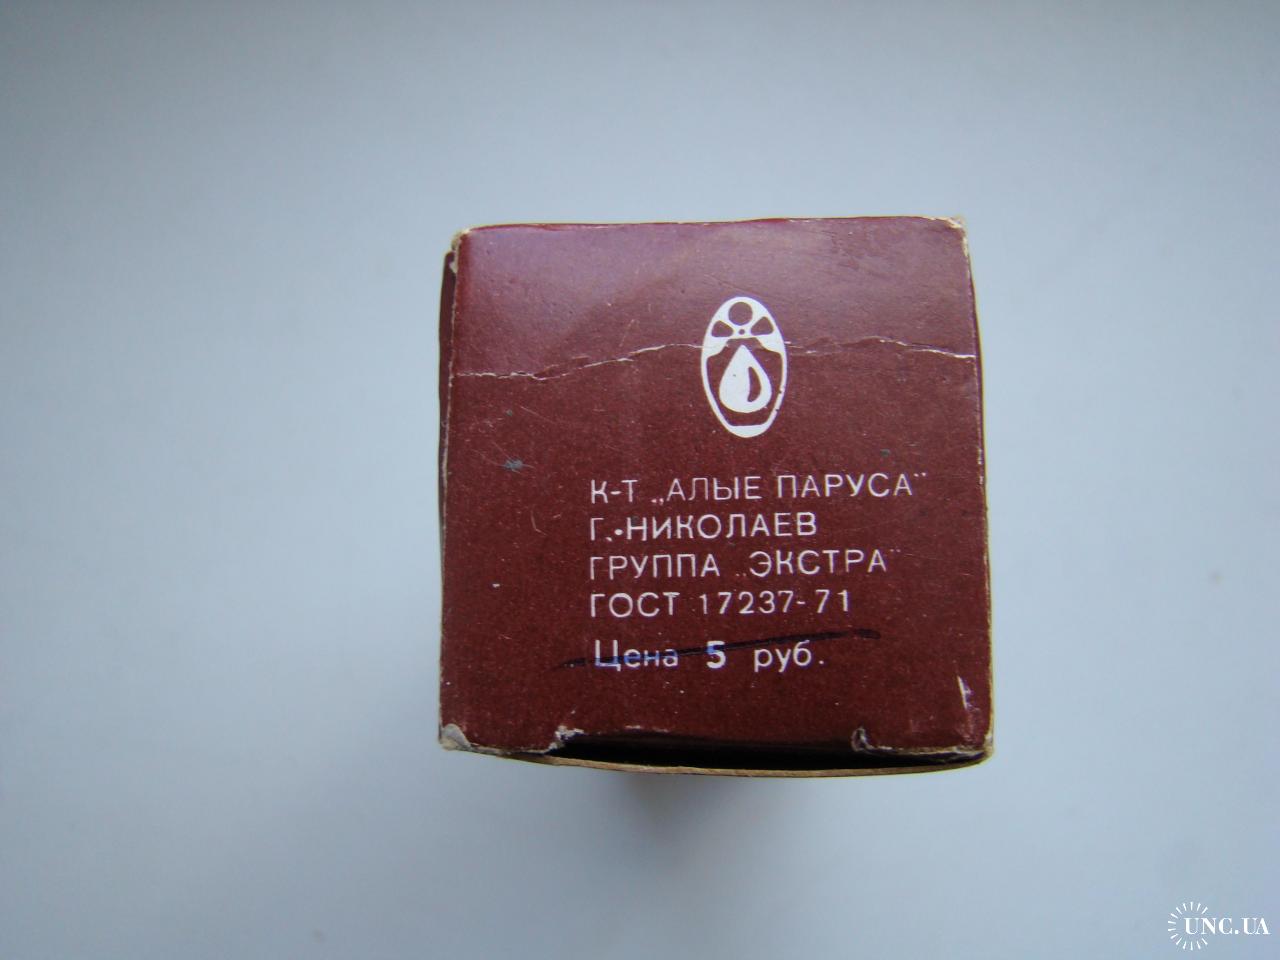 К-Т „АЛЫЕ ПАРУСА"
Г. НИКОЛАЕВ
ГРУППА „ЭКСТРА"
ГОСТ 17237-71
Цена 5 руб.
UNC.UA